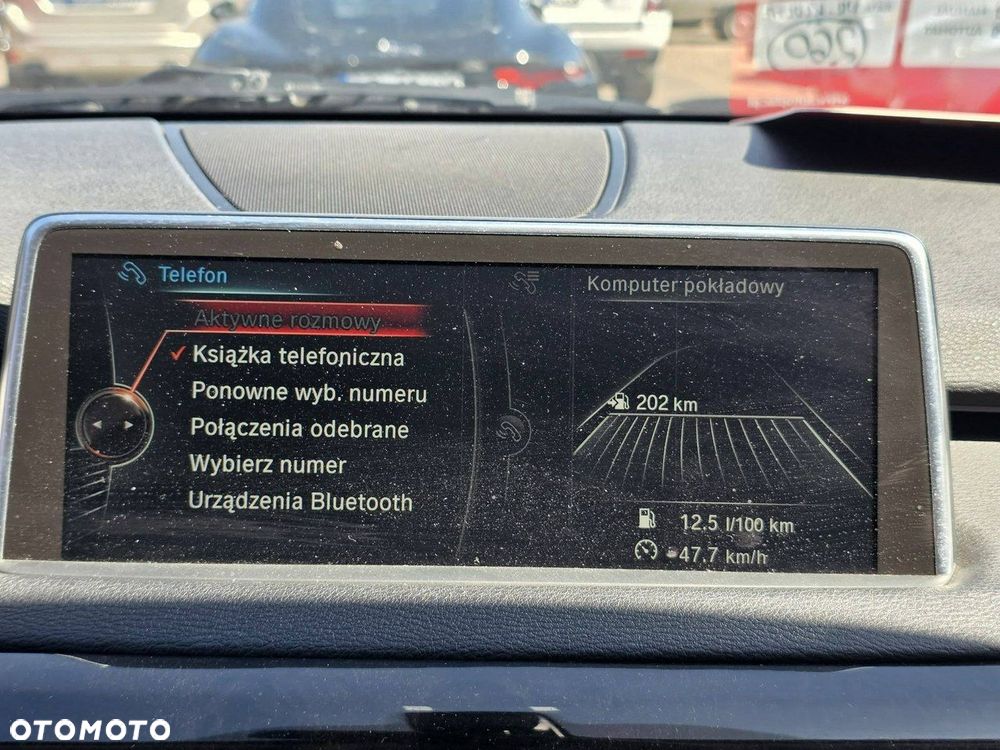 Telefon
Aktywne rozmowy
Książka telefoniczna
Ponowne wyb. numeru
Połączenia odebrane
Wybierz numer
Urządzenia Bluetooth
Komputer pokładowy
202 km
12.5 l/100 km
47.7 km/h
OTOMOTO